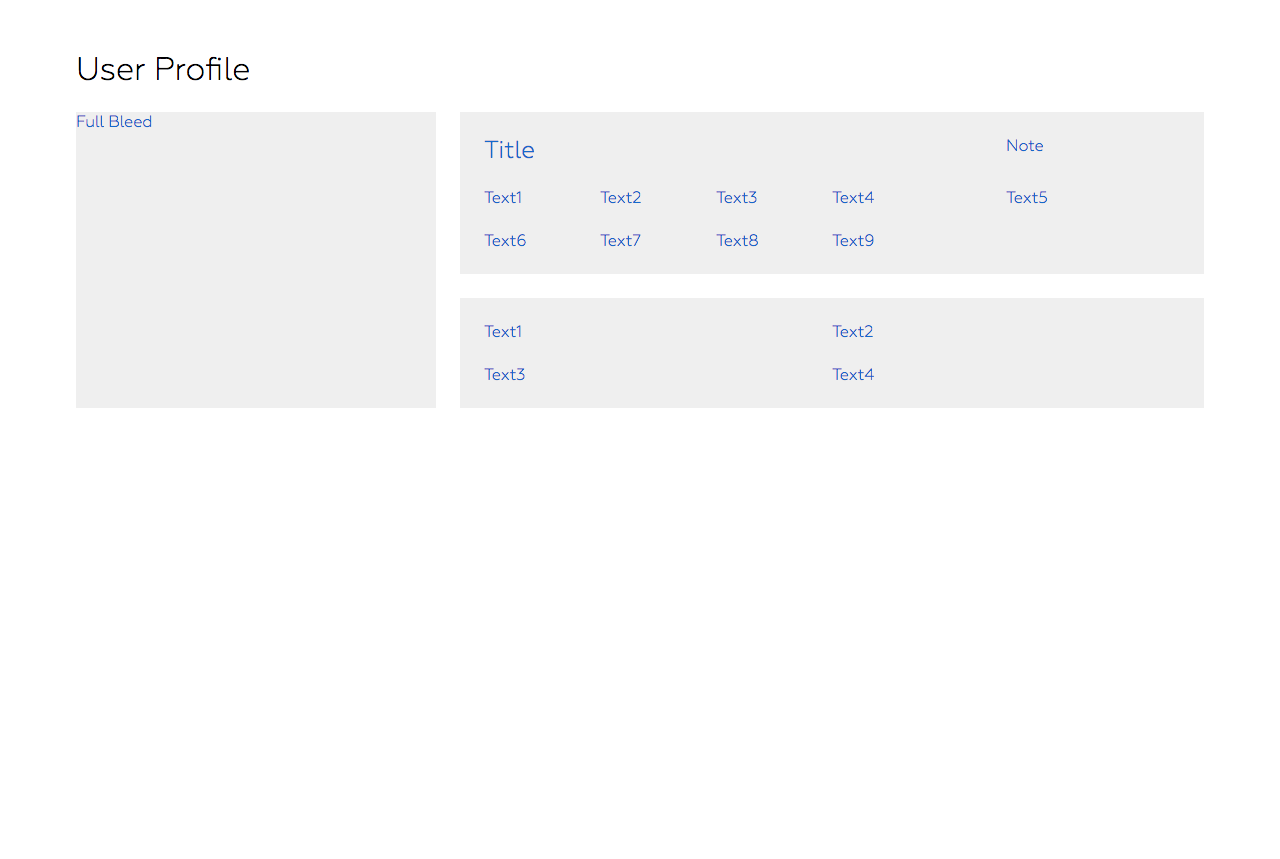 User Profile
Full Bleed
Title Note
Text1 Text2 Text3 Text4 Text5
Text6 Text7 Text8 Text9
Text1 Text2
Text3 Text4